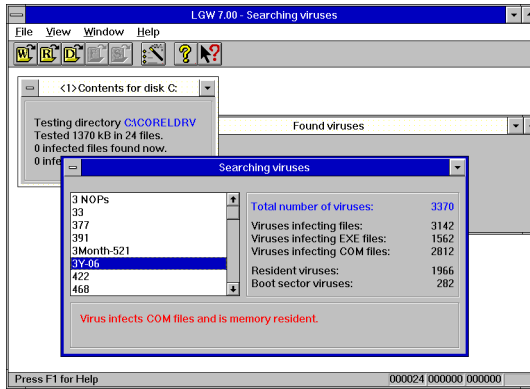 LGW 7.00 - Searching viruses
File View Window Help
<1>Contents for disk C:
Testing directory C:\CORELDRV
Tested 1370 kB in 24 files.
0 infected files found now.
0 infe
Found viruses
Searching viruses
3 NOPs
33
377
391
3Month-521
3Y-06
422
468
Total number of viruses: 3370
Viruses infecting files: 3142
Viruses infecting EXE files: 1562
Viruses infecting COM files: 2812
Resident viruses: 1966
Boot sector viruses: 282
Virus infects COM files and is memory resident.
Press F1 for Help 000024 000000 000000